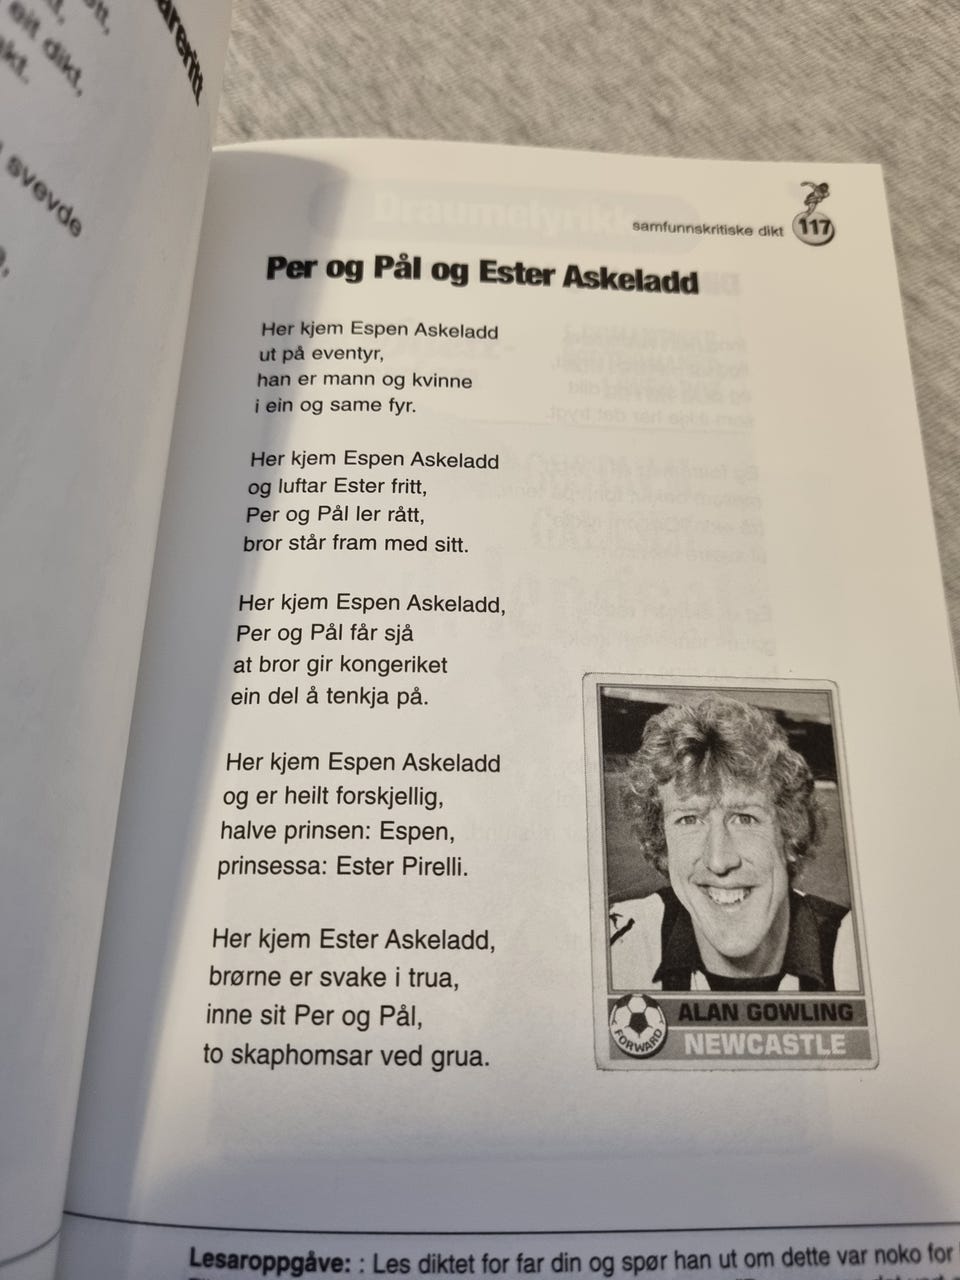 eit dikt,
svevde
samfunnskritiske dikt 117
Per og Pål og Ester Askeladd
Her kjem Espen Askeladd
ut på eventyr,
han er mann og kvinne
i ein og same fyr.
Her kjem Espen Askeladd
og luftar Ester fritt,
Per og Pål ler rått,
bror står fram med sitt.
Her kjem Espen Askeladd,
Per og Pål får sjå
at bror gir kongeriket
ein del å tenkja på.
Her kjem Espen Askeladd
og er heilt forskjellig,
halve prinsen: Espen,
prinsessa: Ester Pirelli.
Her kjem Ester Askeladd,
brørne er svake i trua,
inne sit Per og Pål,
to skaphomsar ved grua.
FORWARD
ALAN GOWLING
NEWCASTLE
Lesaroppgåve: : Les diktet for far din og spør han ut om dette var noko for